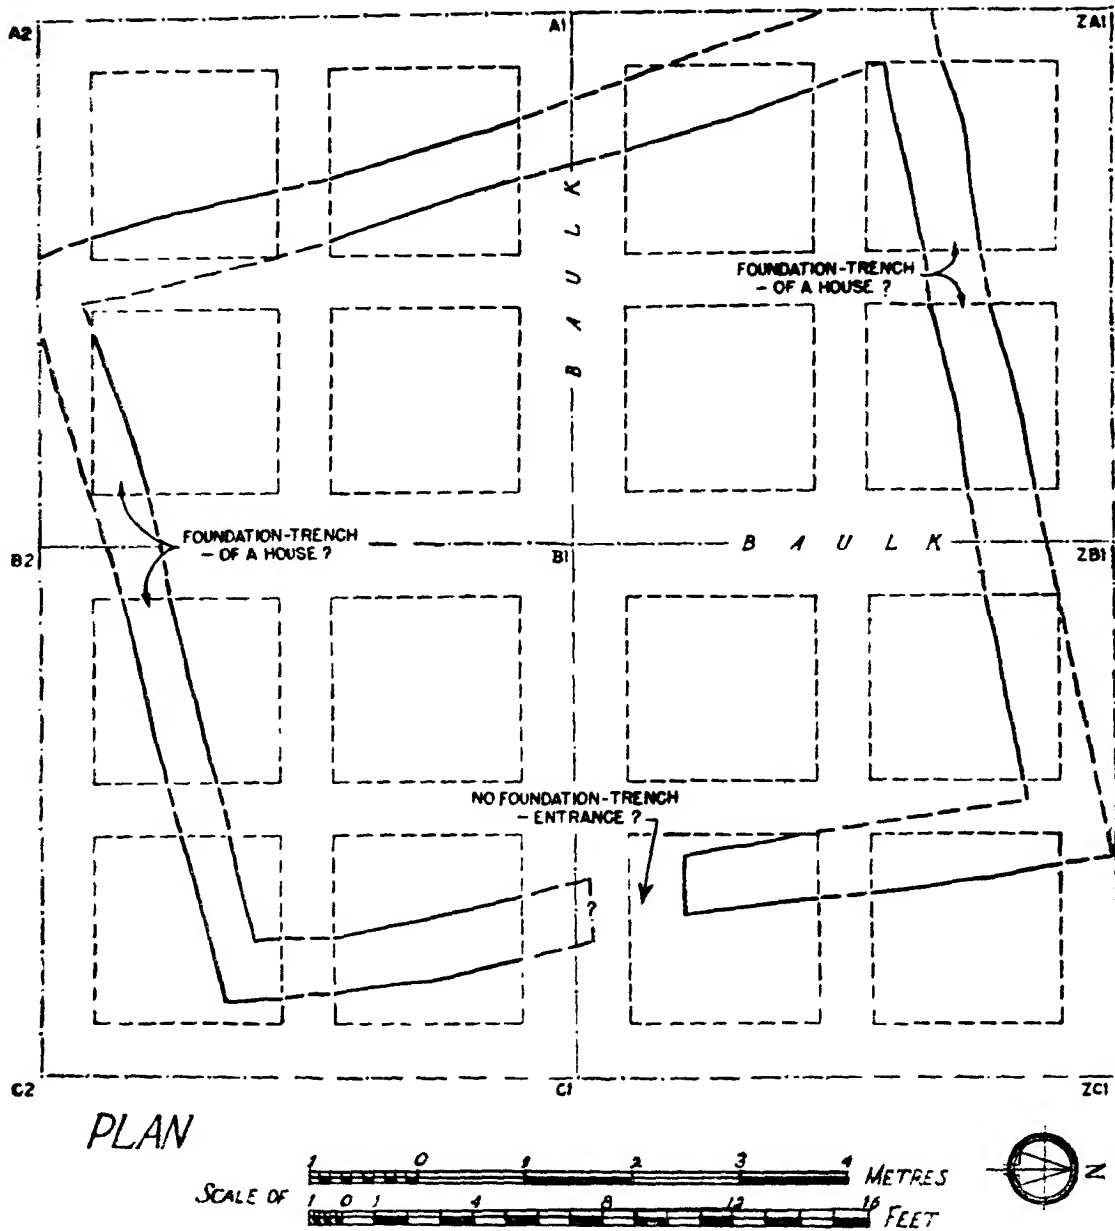 A2 A1 ZA1
BAULK
FOUNDATION-TRENCH
- OF A HOUSE ?
FOUNDATION-TRENCH
- OF A HOUSE ?
B2 B1 BAULK ZB1
NO FOUNDATION-TRENCH
- ENTRANCE ?
?
C2 C1 ZC1
PLAN
SCALE OF
1 0 1 2 3 4 METRES
1 0 1 4 8 12 16 FEET
N